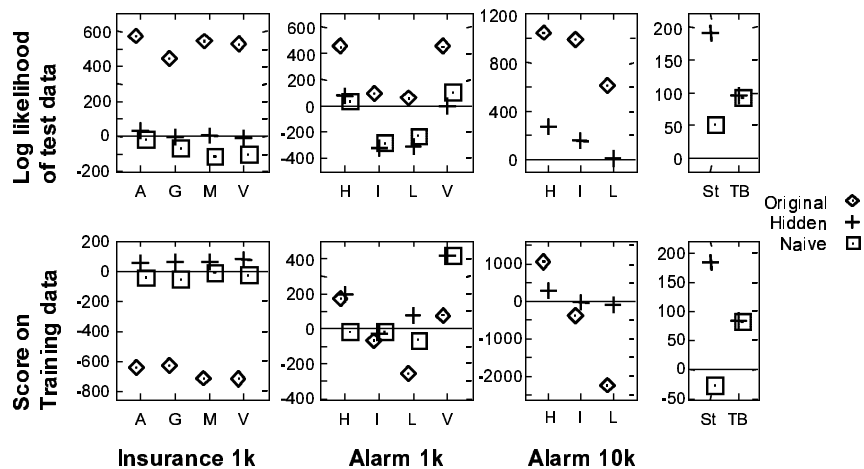 Log likelihood
of test data
600
400
200
0
-200
A G M V
600
400
200
0
-200
-400
H I L V
1200
800
400
0
H I L
200
150
100
50
0
St TB
Original
Hidden
Naive
Score on
Training data
200
0
-200
-400
-600
-800
A G M V
400
200
0
-200
-400
H I L V
1000
0
-1000
-2000
H I L
200
150
100
50
0
-50
St TB
Insurance 1k Alarm 1k Alarm 10k